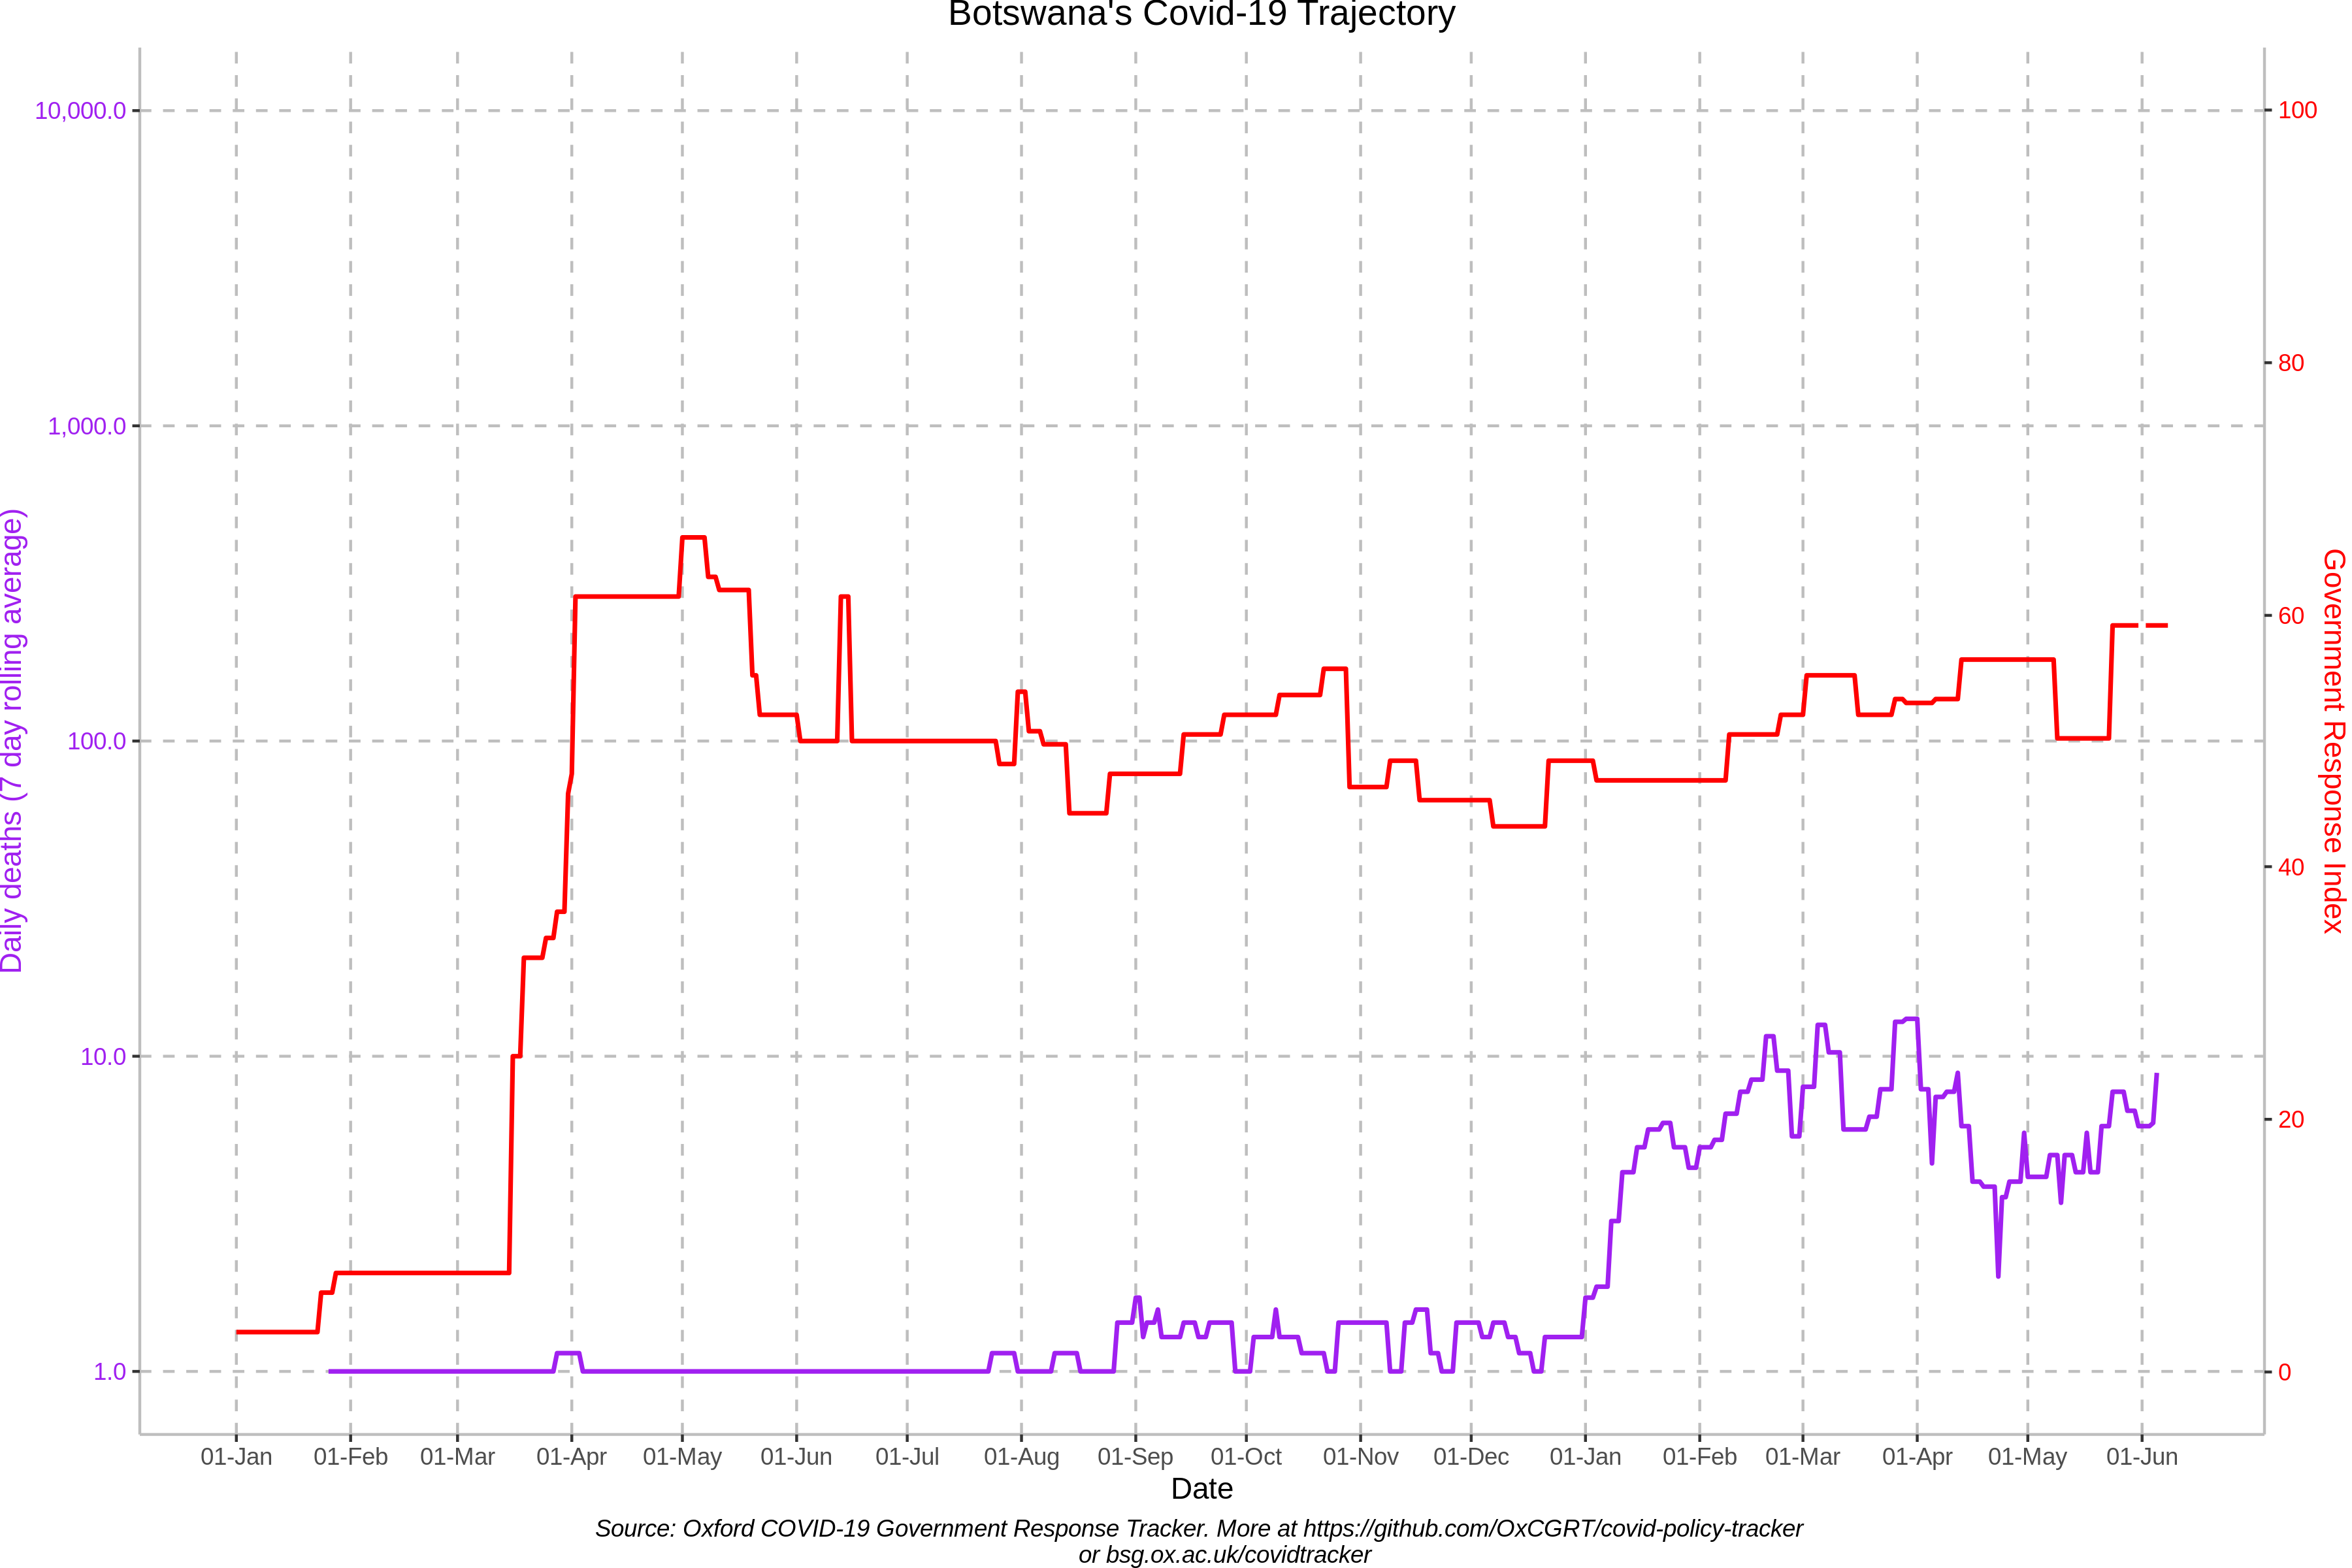 Botswana's Covid-19 Trajectory
10,000.0
1,000.0
100.0
10.0
1.0
Daily deaths (7 day rolling average)
100
80
60
40
20
0
Government Response Index
01-Jan 01-Feb 01-Mar 01-Apr 01-May 01-Jun 01-Jul 01-Aug 01-Sep 01-Oct 01-Nov 01-Dec 01-Jan 01-Feb 01-Mar 01-Apr 01-May 01-Jun
Date
Source: Oxford COVID-19 Government Response Tracker. More at https://github.com/OxCGRT/covid-policy-tracker
or bsg.ox.ac.uk/covidtracker